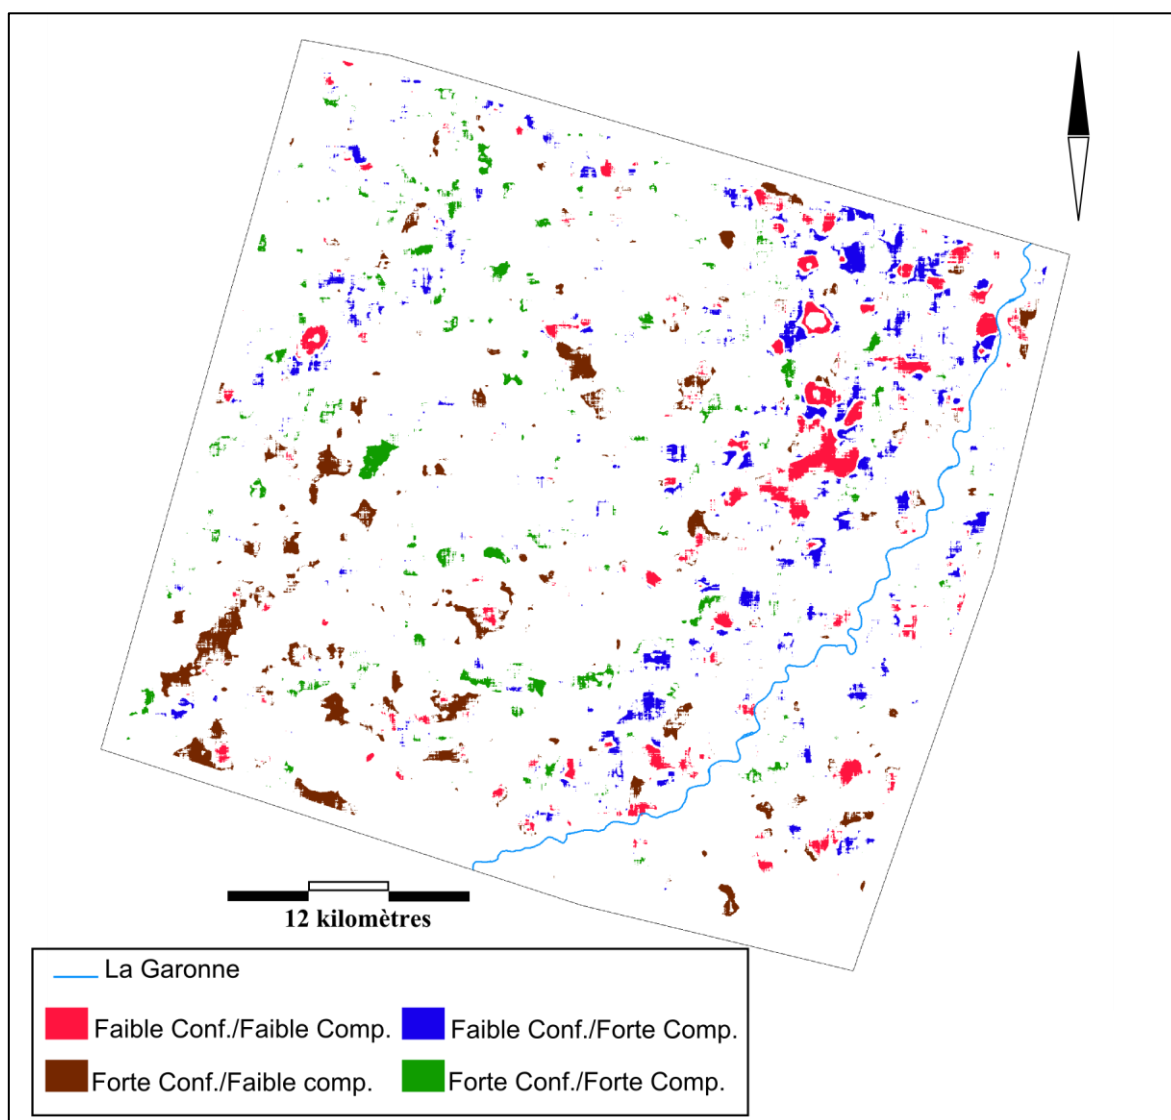 12 kilomètres
La Garonne
Faible Conf./Faible Comp.
Faible Conf./Forte Comp.
Forte Conf./Faible comp.
Forte Conf./Forte Comp.